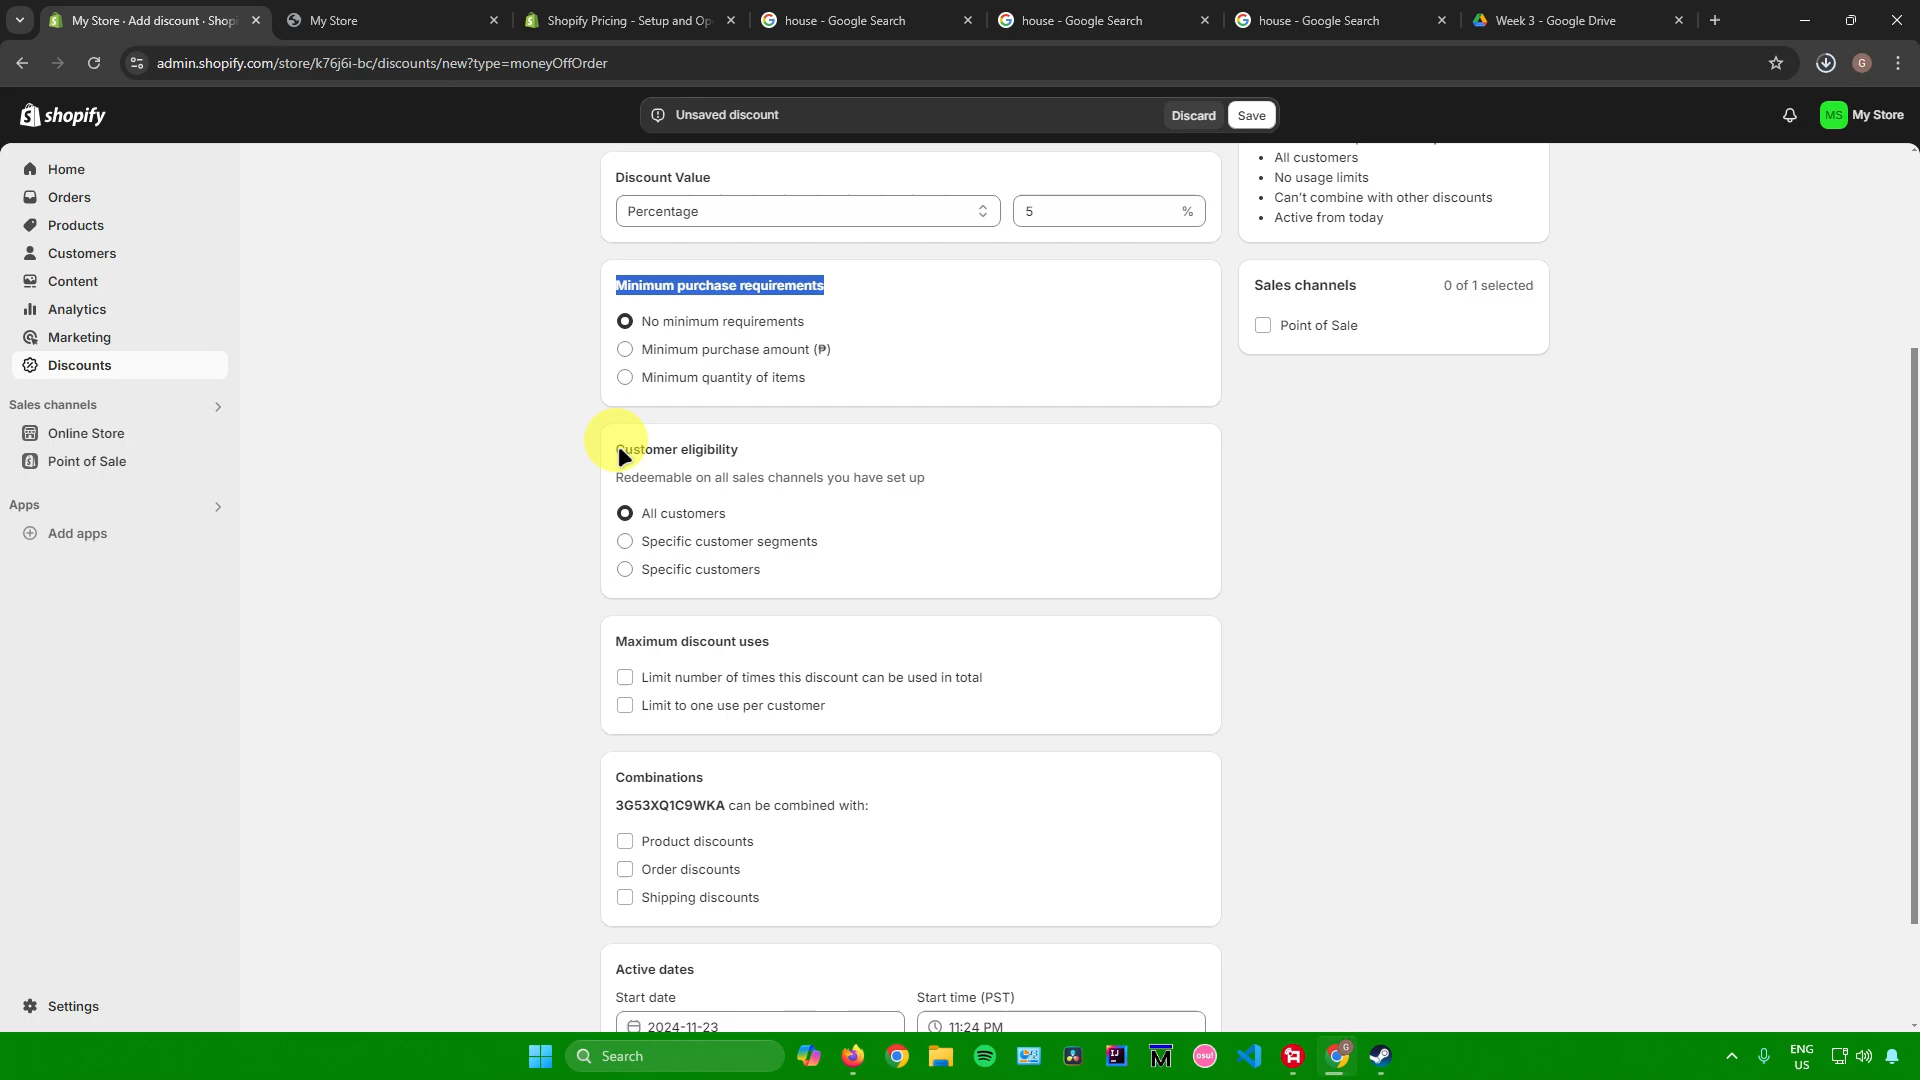 My Store · Add discount · Shopi
My Store
Shopify Pricing - Setup and Op
house - Google Search
house - Google Search
house - Google Search
Week 3 - Google Drive
admin.shopify.com/store/k76j6i-bc/discounts/new?type=moneyOffOrder
G
shopify
Unsaved discount
Discard
Save
MS
My Store
Home
Orders
Products
Customers
Content
Analytics
Marketing
Discounts
Sales channels
Online Store
Point of Sale
Apps
Add apps
Settings
Discount Value
Percentage
5 %
Minimum purchase requirements
No minimum requirements
Minimum purchase amount (₱)
Minimum quantity of items
Customer eligibility
Redeemable on all sales channels you have set up
All customers
Specific customer segments
Specific customers
Maximum discount uses
Limit number of times this discount can be used in total
Limit to one use per customer
Combinations
3G53XQ1C9WKA can be combined with:
Product discounts
Order discounts
Shipping discounts
Active dates
Start date
Start time (PST)
2024-11-23
11:24 PM
All customers
No usage limits
Can't combine with other discounts
Active from today
Sales channels
0 of 1 selected
Point of Sale
Search
osu!
G
ENG
US